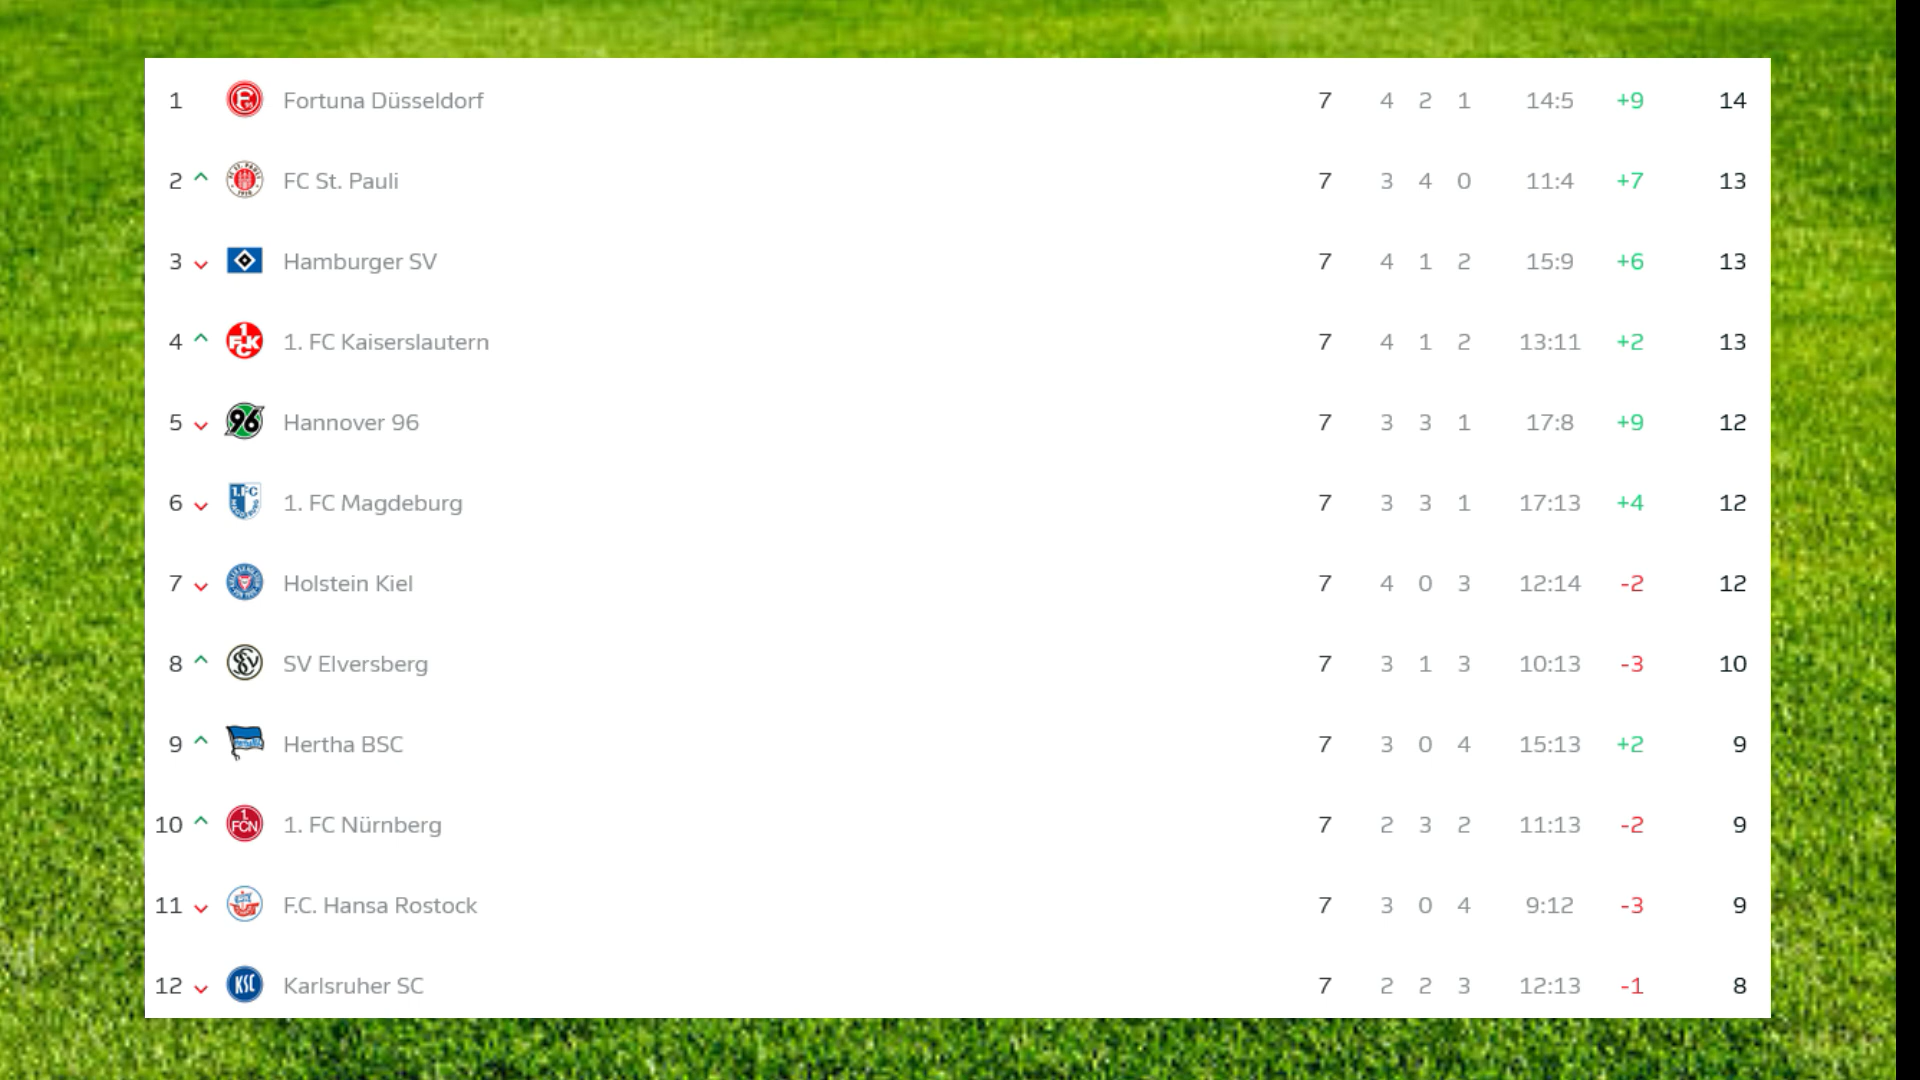 1 Fortuna Düsseldorf 7 4 2 1 14:5 +9 14
2 FC St. Pauli 7 3 4 0 11:4 +7 13
3 Hamburger SV 7 4 1 2 15:9 +6 13
4 1. FC Kaiserslautern 7 4 1 2 13:11 +2 13
5 96 Hannover 96 7 3 3 1 17:8 +9 12
6 1. FC Magdeburg 7 3 3 1 17:13 +4 12
7 Holstein Kiel 7 4 0 3 12:14 -2 12
8 SV Elversberg 7 3 1 3 10:13 -3 10
9 Hertha BSC 7 3 0 4 15:13 +2 9
10 1. FCN 1. FC Nürnberg 7 2 3 2 11:13 -2 9
11 F.C. Hansa Rostock 7 3 0 4 9:12 -3 9
12 KSC Karlsruher SC 7 2 2 3 12:13 -1 8